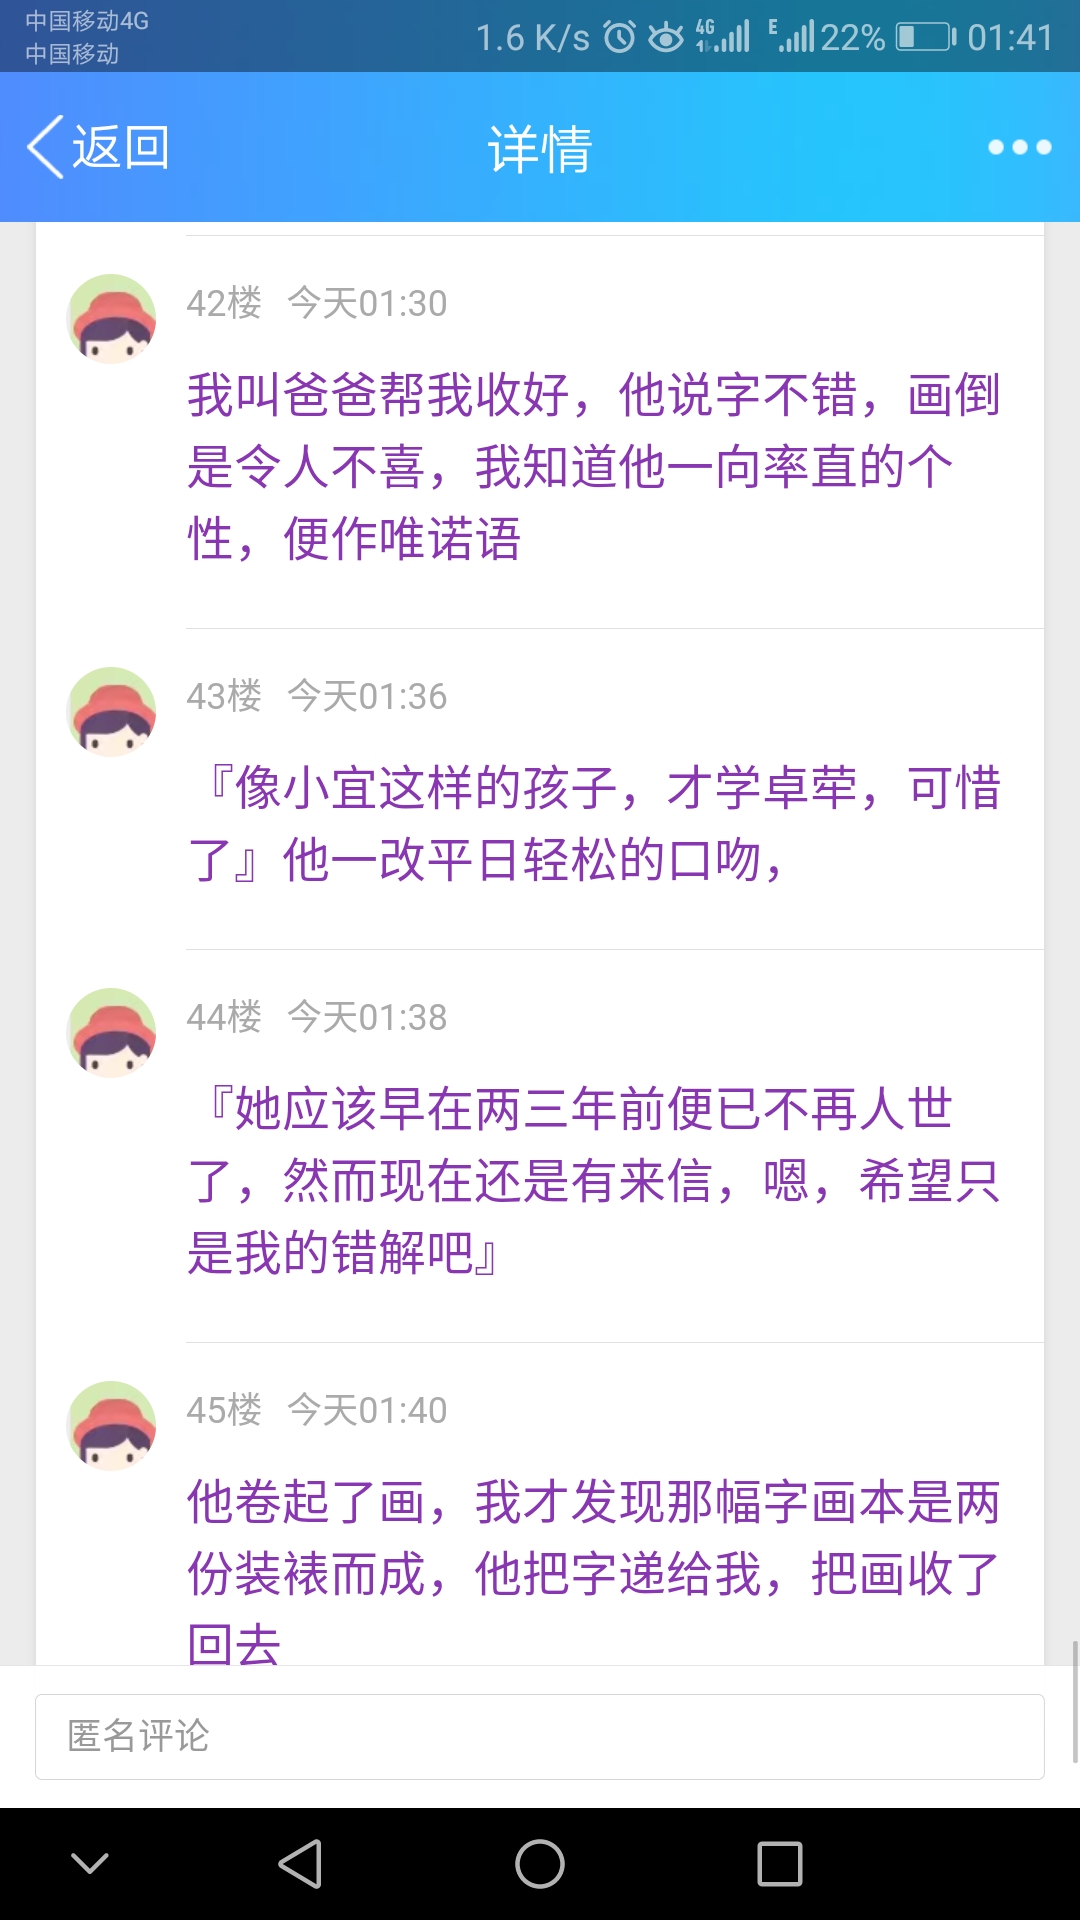 中国移动4G
中国移动
1.6 K/s
4G
E
22%
01:41
返回
详情
42楼 今天01:30
我叫爸爸帮我收好，他说字不错，画倒
是令人不喜，我知道他一向率直的个
性，便作唯诺语
43楼 今天01:36
『像小宜这样的孩子，才学卓荦，可惜
了』他一改平日轻松的口吻，
44楼 今天01:38
『她应该早在两三年前便已不再人世
了，然而现在还是有来信，嗯，希望只
是我的错解吧』
45楼 今天01:40
他卷起了画，我才发现那幅字画本是两
份装裱而成，他把字递给我，把画收了
回去
匿名评论